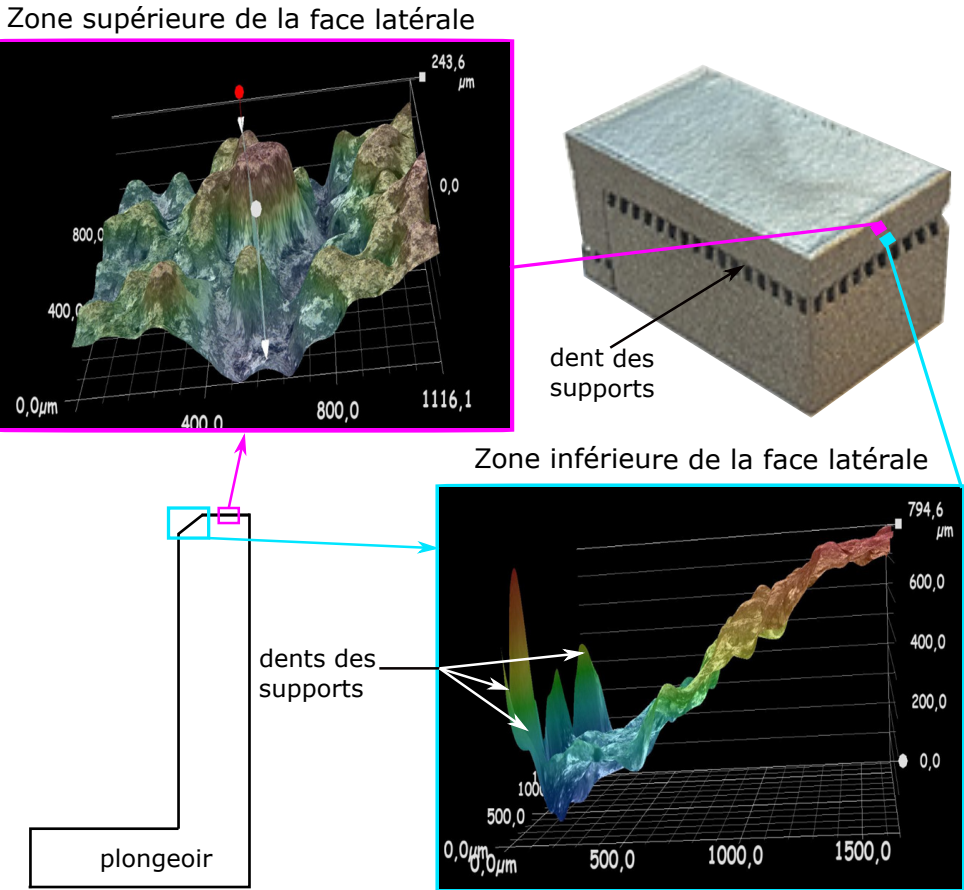 Zone supérieure de la face latérale
243,6
µm
0,0
800,0
400,0
0,0µm
400,0
800,0
1116,1
dent des
supports
Zone inférieure de la face latérale
794,6
µm
600,0
400,0
200,0
0,0
500,0
0,0µm
0,0µm
500,0
1000,0
1500,0
dents des
supports
plongeoir